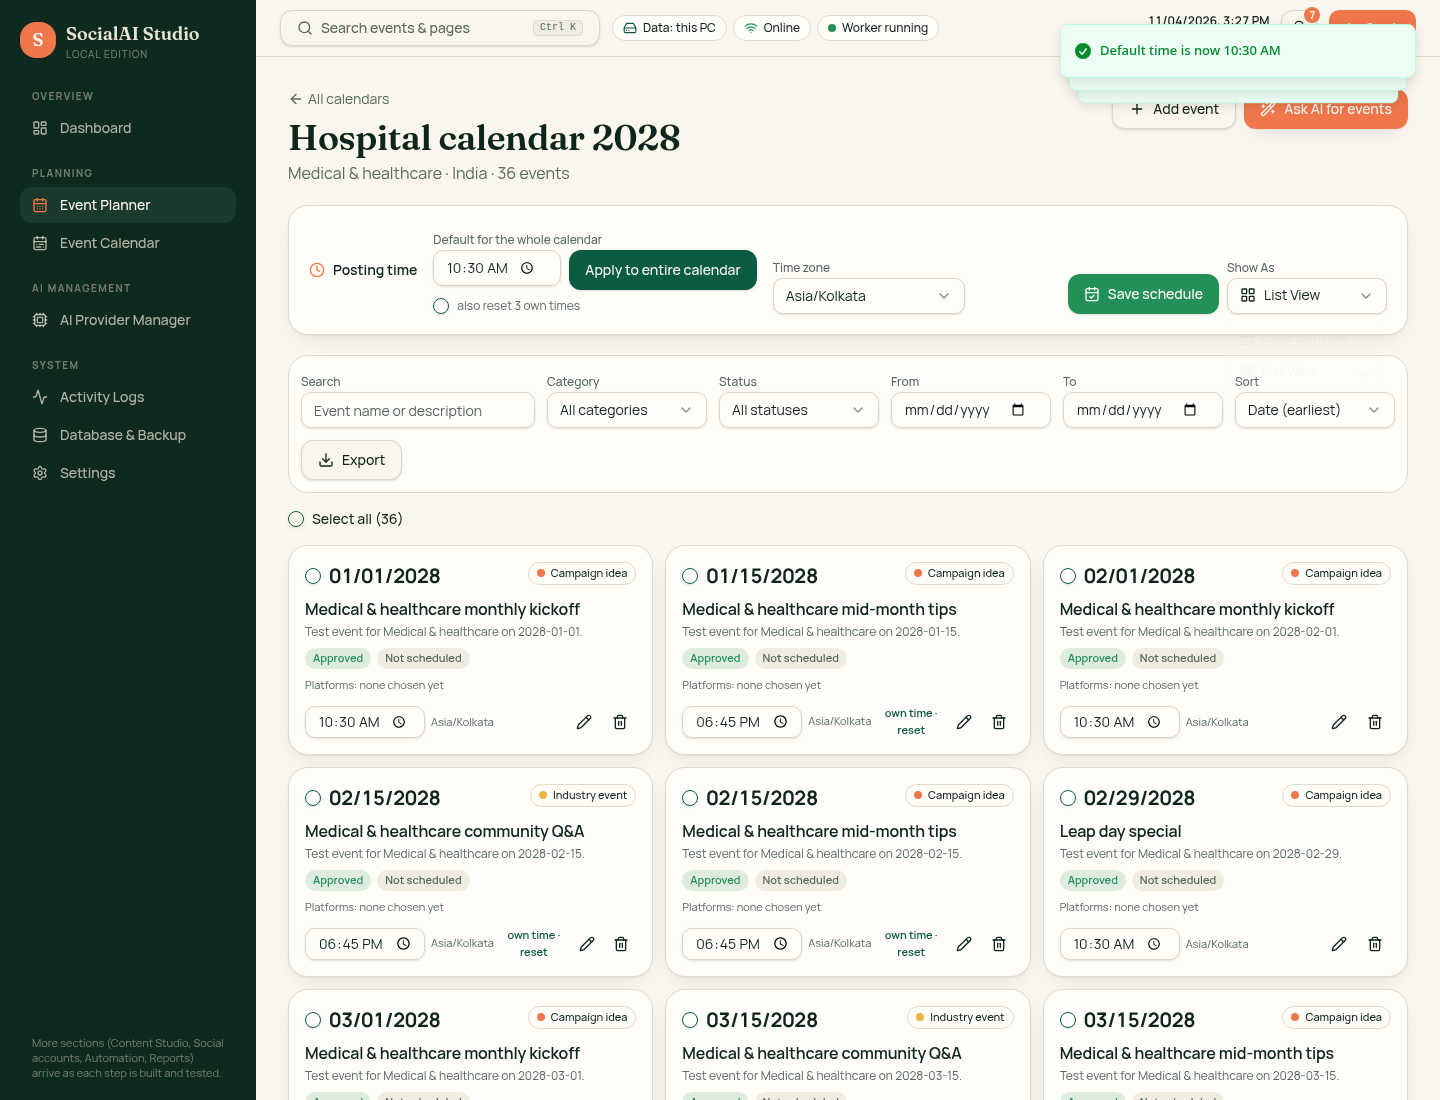 S
SocialAI Studio
LOCAL EDITION
OVERVIEW
Dashboard
PLANNING
Event Planner
Event Calendar
AI MANAGEMENT
AI Provider Manager
SYSTEM
Activity Logs
Database & Backup
Settings
More sections (Content Studio, Social
accounts, Automation, Reports)
arrive as each step is built and tested.
Search events & pages
Ctrl K
Data: this PC
Online
Worker running
11/04/2026, 3:27 PM
7
Default time is now 10:30 AM
All calendars
Hospital calendar 2028
Medical & healthcare · India · 36 events
Add event
Ask AI for events
Posting time
Default for the whole calendar
10:30 AM
Apply to entire calendar
also reset 3 own times
Time zone
Asia/Kolkata
Save schedule
Show As
List View
Calendar View
List View
Search
Event name or description
Category
All categories
Status
All statuses
From
mm/dd/yyyy
To
mm/dd/yyyy
Sort
Date (earliest)
Export
Select all (36)
01/01/2028
Campaign idea
Medical & healthcare monthly kickoff
Test event for Medical & healthcare on 2028-01-01.
Approved
Not scheduled
Platforms: none chosen yet
10:30 AM
Asia/Kolkata
01/15/2028
Campaign idea
Medical & healthcare mid-month tips
Test event for Medical & healthcare on 2028-01-15.
Approved
Not scheduled
Platforms: none chosen yet
06:45 PM
Asia/Kolkata
own time ·
reset
02/01/2028
Campaign idea
Medical & healthcare monthly kickoff
Test event for Medical & healthcare on 2028-02-01.
Approved
Not scheduled
Platforms: none chosen yet
10:30 AM
Asia/Kolkata
02/15/2028
Industry event
Medical & healthcare community Q&A
Test event for Medical & healthcare on 2028-02-15.
Approved
Not scheduled
Platforms: none chosen yet
06:45 PM
Asia/Kolkata
own time ·
reset
02/15/2028
Campaign idea
Medical & healthcare mid-month tips
Test event for Medical & healthcare on 2028-02-15.
Approved
Not scheduled
Platforms: none chosen yet
06:45 PM
Asia/Kolkata
own time ·
reset
02/29/2028
Campaign idea
Leap day special
Test event for Medical & healthcare on 2028-02-29.
Approved
Not scheduled
Platforms: none chosen yet
10:30 AM
Asia/Kolkata
03/01/2028
Campaign idea
Medical & healthcare monthly kickoff
Test event for Medical & healthcare on 2028-03-01.
03/15/2028
Industry event
Medical & healthcare community Q&A
Test event for Medical & healthcare on 2028-03-15.
03/15/2028
Campaign idea
Medical & healthcare mid-month tips
Test event for Medical & healthcare on 2028-03-15.